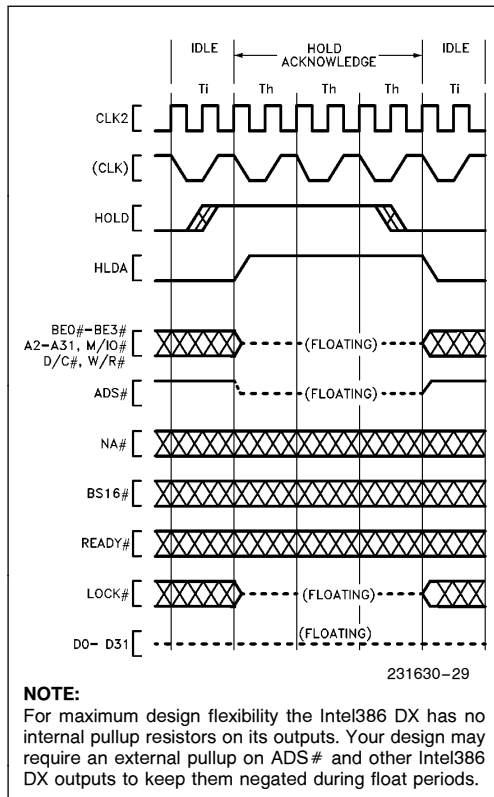 IDLE HOLD ACKNOWLEDGE IDLE
Ti Th Th Th Ti
CLK2
(CLK)
HOLD
HLDA
BE0#–BE3#
A2–A31, M/IO#
D/C#, W/R#
(FLOATING)
ADS#
(FLOATING)
NA#
BS16#
READY#
LOCK#
(FLOATING)
(FLOATING)
D0– D31
231630–29
NOTE:
For maximum design flexibility the Intel386 DX has no
internal pullup resistors on its outputs. Your design may
require an external pullup on ADS# and other Intel386
DX outputs to keep them negated during float periods.